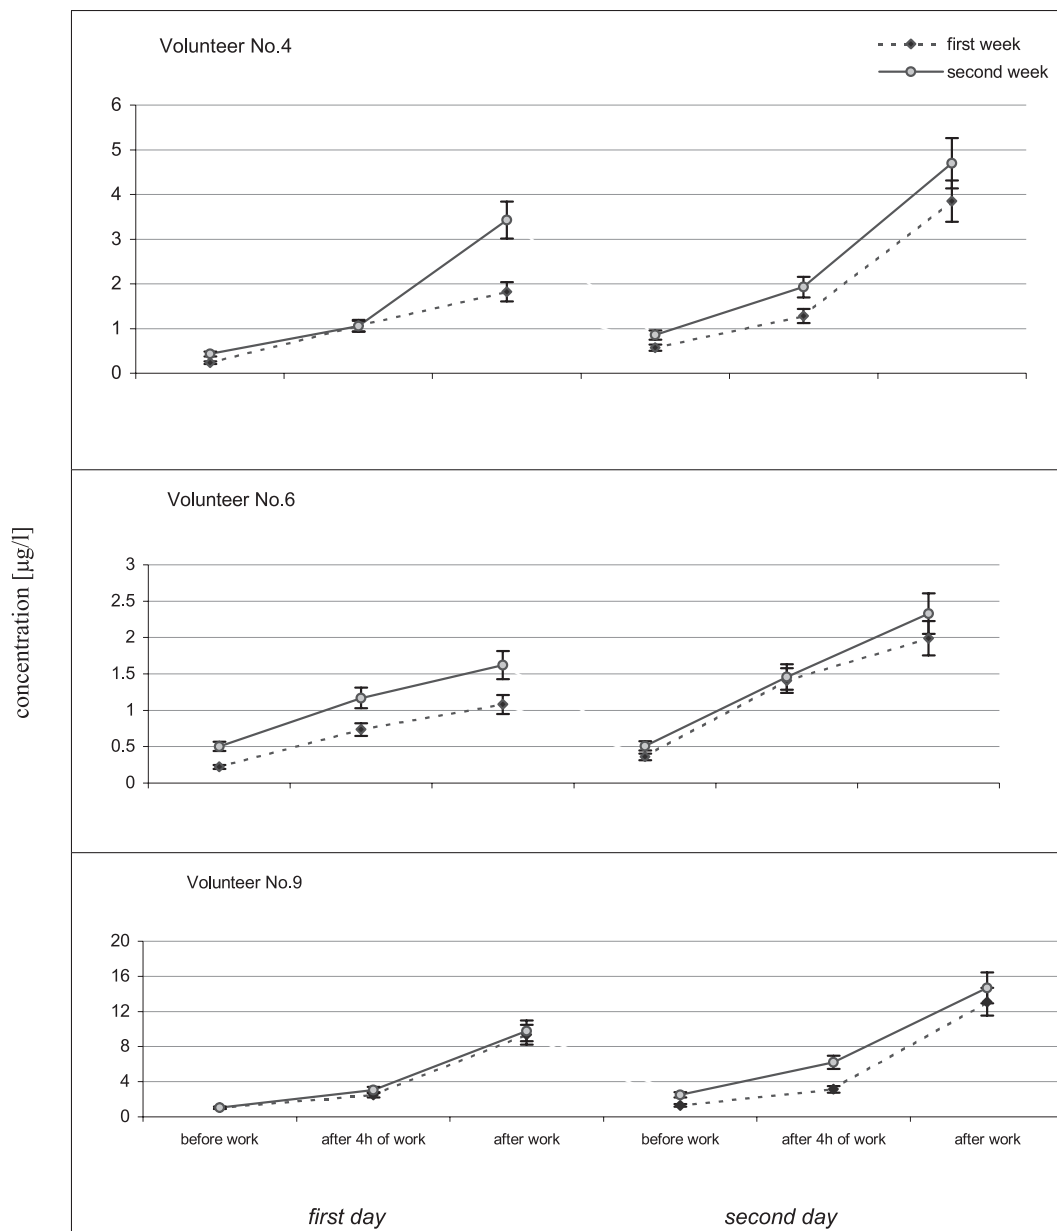 Volunteer No.4
first week
second week
6
5
4
3
2
1
0
Volunteer No.6
concentration [µg/l]
3
2.5
2
1.5
1
0.5
0
Volunteer No.9
20
16
12
8
4
0
before work after 4h of work after work before work after 4h of work after work
first day second day